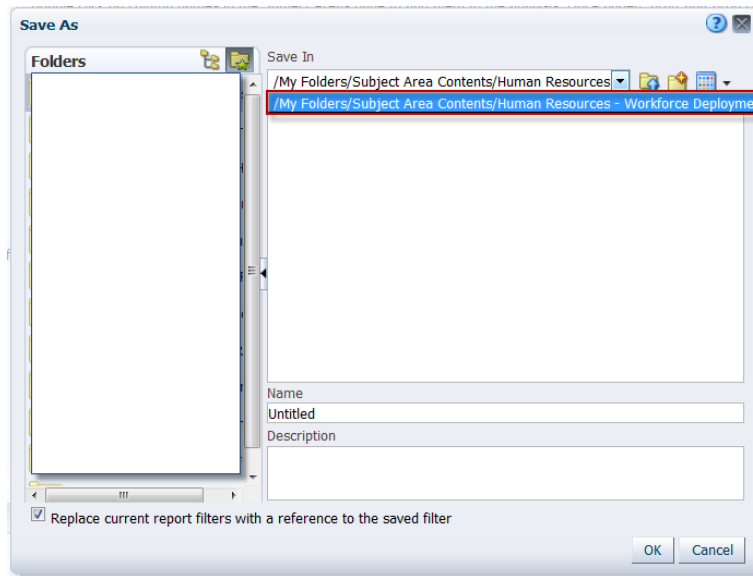 Save As
Folders
Save In
/My Folders/Subject Area Contents/Human Resources
/My Folders/Subject Area Contents/Human Resources - Workforce Deployme
Name
Untitled
Description
Replace current report filters with a reference to the saved filter
OK
Cancel